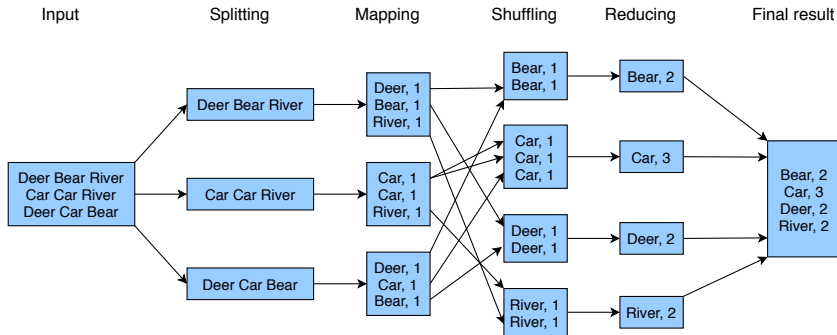 Input
Splitting
Mapping
Shuffling
Reducing
Final result
Deer Bear River
Car Car River
Deer Car Bear
Deer Bear River
Car Car River
Deer Car Bear
Deer, 1
Bear, 1
River, 1
Car, 1
Car, 1
River, 1
Deer, 1
Car, 1
Bear, 1
Bear, 1
Bear, 1
Car, 1
Car, 1
Car, 1
Deer, 1
Deer, 1
River, 1
River, 1
Bear, 2
Car, 3
Deer, 2
River, 2
Bear, 2
Car, 3
Deer, 2
River, 2